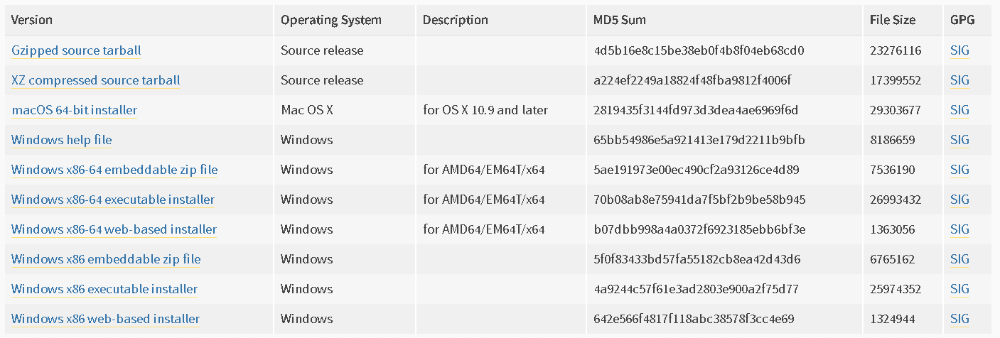 Version Operating System Description MD5 Sum File Size GPG
Gzipped source tarball Source release 4d5b16e8c15be38eb0f4b8f04eb68cd0 23276116 SIG
XZ compressed source tarball Source release a224ef2249a18824f48fba9812f4006f 17399552 SIG
macOS 64-bit installer Mac OS X for OS X 10.9 and later 2819435f3144fd973d3dea4ae6969f6d 29303677 SIG
Windows help file Windows 65bb54986e5a921413e179d2211b9bfb 8186659 SIG
Windows x86-64 embeddable zip file Windows for AMD64/EM64T/x64 5ae191973e00ec490cf2a93126ce4d89 7536190 SIG
Windows x86-64 executable installer Windows for AMD64/EM64T/x64 70b08ab8e75941da7f5bf2b9be58b945 26993432 SIG
Windows x86-64 web-based installer Windows for AMD64/EM64T/x64 b07dbb998a4a0372f6923185ebb6bf3e 1363056 SIG
Windows x86 embeddable zip file Windows 5f0f83433bd57fa55182cb8ea42d43d6 6765162 SIG
Windows x86 executable installer Windows 4a9244c57f61e3ad2803e900a2f75d77 25974352 SIG
Windows x86 web-based installer Windows 642e566f4817f118abc38578f3cc4e69 1324944 SIG